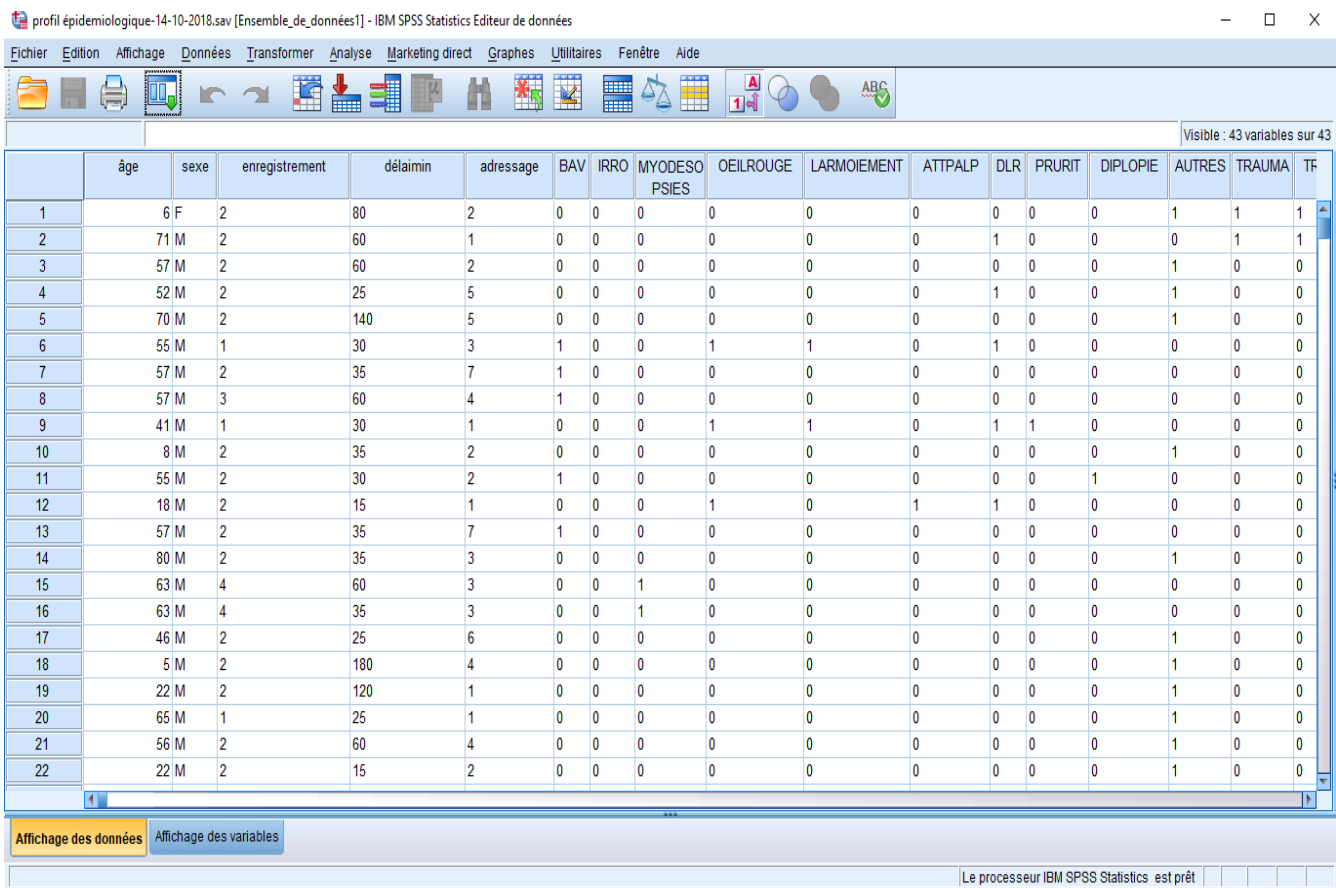 profil épidemiologique-14-10-2018.sav [Ensemble_de_données1] - IBM SPSS Statistics Editeur de données
Fichier Edition Affichage Données Transformer Analyse Marketing direct Graphes Utilitaires Fenêtre Aide
A 1 ABC
Visible : 43 variables sur 43
âge sexe enregistrement délaimin adressage BAV IRRO MYODESO PSIES OEILROUGE LARMOIEMENT ATTPALP DLR PRURIT DIPLOPIE AUTRES TRAUMA TR
1 6 F 2 80 2 0 0 0 0 0 0 0 0 0 1 1 1
2 71 M 2 60 1 0 0 0 0 0 0 1 0 0 0 1 1
3 57 M 2 60 2 0 0 0 0 0 0 0 0 0 1 0 0
4 52 M 2 25 5 0 0 0 0 0 0 1 0 0 1 0 0
5 70 M 2 140 5 0 0 0 0 0 0 0 0 0 1 0 0
6 55 M 1 30 3 1 0 0 1 1 0 1 0 0 0 0 0
7 57 M 2 35 7 1 0 0 0 0 0 0 0 0 0 0 0
8 57 M 3 60 4 1 0 0 0 0 0 0 0 0 0 0 0
9 41 M 1 30 1 0 0 0 1 1 0 1 1 0 0 0 0
10 8 M 2 35 2 0 0 0 0 0 0 0 0 0 1 0 0
11 55 M 2 30 2 1 0 0 0 0 0 0 0 1 0 0 0
12 18 M 2 15 1 0 0 0 1 0 1 1 0 0 0 0 0
13 57 M 2 35 7 1 0 0 0 0 0 0 0 0 0 0 0
14 80 M 2 35 3 0 0 0 0 0 0 0 0 0 1 0 0
15 63 M 4 60 3 0 0 1 0 0 0 0 0 0 0 0 0
16 63 M 4 35 3 0 0 1 0 0 0 0 0 0 0 0 0
17 46 M 2 25 6 0 0 0 0 0 0 0 0 0 1 0 0
18 5 M 2 180 4 0 0 0 0 0 0 0 0 0 1 0 0
19 22 M 2 120 1 0 0 0 0 0 0 0 0 0 1 0 0
20 65 M 1 25 1 0 0 0 0 0 0 0 0 0 1 0 0
21 56 M 2 60 4 0 0 0 0 0 0 0 0 0 1 0 0
22 22 M 2 15 2 0 0 0 0 0 0 0 0 0 1 0 0
Affichage des données Affichage des variables
Le processeur IBM SPSS Statistics est prêt